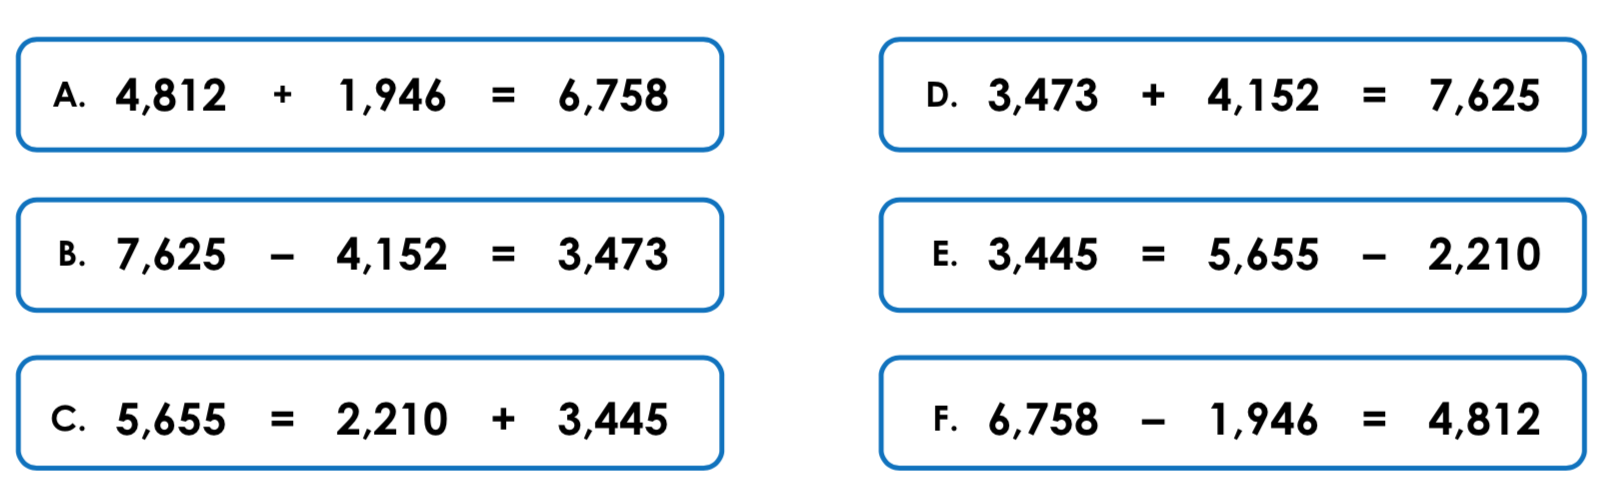 A. 4,812 + 1,946 = 6,758
B. 7,625 – 4,152 = 3,473
C. 5,655 = 2,210 + 3,445
D. 3,473 + 4,152 = 7,625
E. 3,445 = 5,655 – 2,210
F. 6,758 – 1,946 = 4,812